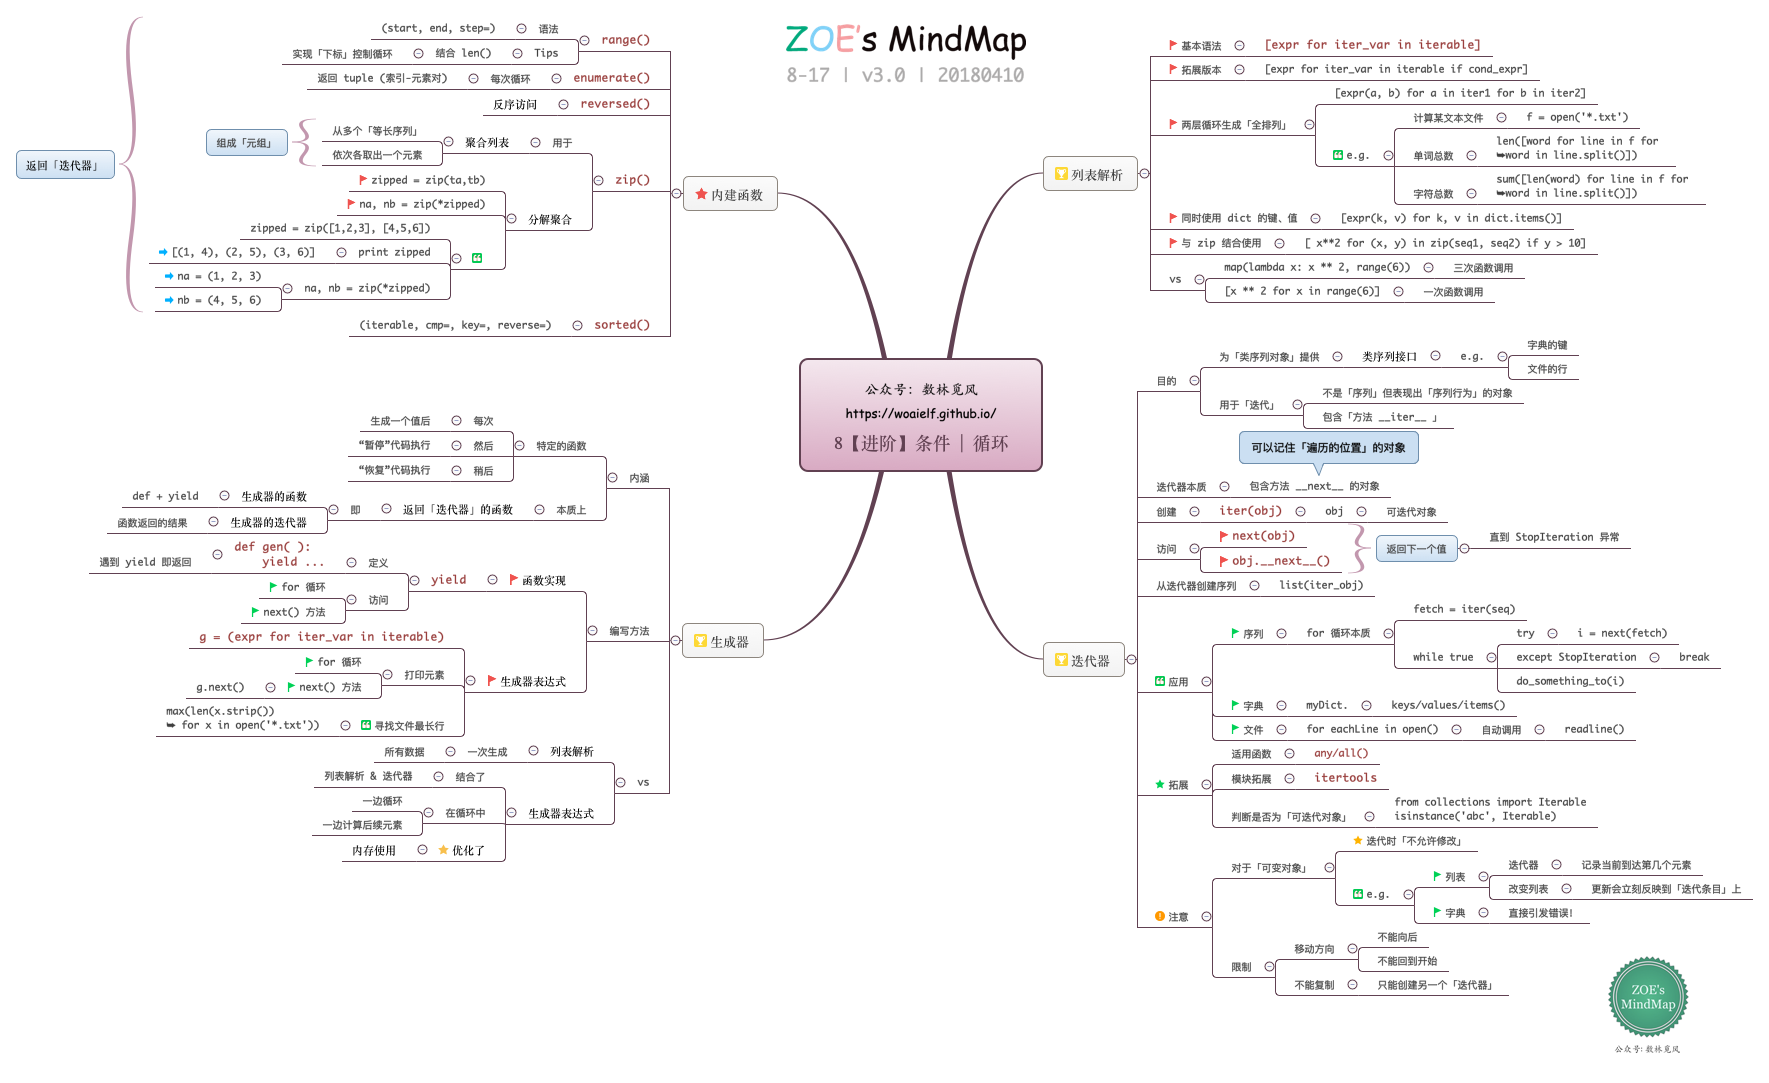 ZOE's MindMap
8-17 | v3.0 | 20180410
公众号：数林觅风
https://woaielf.github.io/
8【进阶】条件 | 循环
内建函数
返回「迭代器」
range()
语法
(start, end, step=)
Tips
结合 len()
实现「下标」控制循环
enumerate()
每次循环
返回 tuple (索引-元素对)
reversed()
反序访问
zip()
用于
聚合列表
从多个「等长序列」
依次各取出一个元素
组成「元组」
分解聚合
zipped = zip(ta,tb)
na, nb = zip(*zipped)
zipped = zip([1,2,3], [4,5,6])
print zipped
[(1, 4), (2, 5), (3, 6)]
na, nb = zip(*zipped)
na = (1, 2, 3)
nb = (4, 5, 6)
sorted()
(iterable, cmp=, key=, reverse=)
列表解析
基本语法
[expr for iter_var in iterable]
拓展版本
[expr for iter_var in iterable if cond_expr]
两层循环生成「全排列」
[expr(a, b) for a in iter1 for b in iter2]
e.g.
计算某文本文件
f = open('*.txt')
单词总数
len([word for line in f for
➥word in line.split()])
字符总数
sum([len(word) for line in f for
➥word in line.split()])
同时使用 dict 的键、值
[expr(k, v) for k, v in dict.items()]
与 zip 结合使用
[ x**2 for (x, y) in zip(seq1, seq2) if y > 10]
vs
map(lambda x: x ** 2, range(6))
三次函数调用
[x ** 2 for x in range(6)]
一次函数调用
生成器
内涵
特定的函数
每次
生成一个值后
然后
“暂停”代码执行
稍后
“恢复”代码执行
本质上
返回「迭代器」的函数
即
生成器的函数
def + yield
生成器的迭代器
函数返回的结果
编写方法
函数实现
yield
定义
def gen( ):
yield ...
遇到 yield 即返回
访问
for 循环
next() 方法
生成器表达式
g = (expr for iter_var in iterable)
打印元素
for 循环
next() 方法
g.next()
寻找文件最长行
max(len(x.strip())
➥ for x in open('*.txt'))
vs
列表解析
一次生成
所有数据
生成器表达式
结合了
列表解析 & 迭代器
在循环中
一边循环
一边计算后续元素
优化了
内存使用
迭代器
目的
为「类序列对象」提供
类序列接口
e.g.
字典的键
文件的行
用于「迭代」
不是「序列」但表现出「序列行为」的对象
包含「方法 __iter__ 」
可以记住「遍历的位置」的对象
迭代器本质
包含方法 __next__ 的对象
创建
iter(obj)
obj
可迭代对象
访问
next(obj)
obj.__next__()
返回下一个值
直到 StopIteration 异常
从迭代器创建序列
list(iter_obj)
应用
序列
for 循环本质
fetch = iter(seq)
while true
try
i = next(fetch)
except StopIteration
break
do_something_to(i)
字典
myDict.
keys/values/items()
文件
for eachLine in open()
自动调用
readline()
拓展
适用函数
any/all()
模块拓展
itertools
判断是否为「可迭代对象」
from collections import Iterable
isinstance('abc', Iterable)
注意
对于「可变对象」
迭代时「不允许修改」
e.g.
列表
迭代器
记录当前到达第几个元素
改变列表
更新会立刻反映到「迭代条目」上
字典
直接引发错误!
限制
移动方向
不能向后
不能回到开始
不能复制
只能创建另一个「迭代器」
ZOE's
MindMap
公众号: 数林觅风